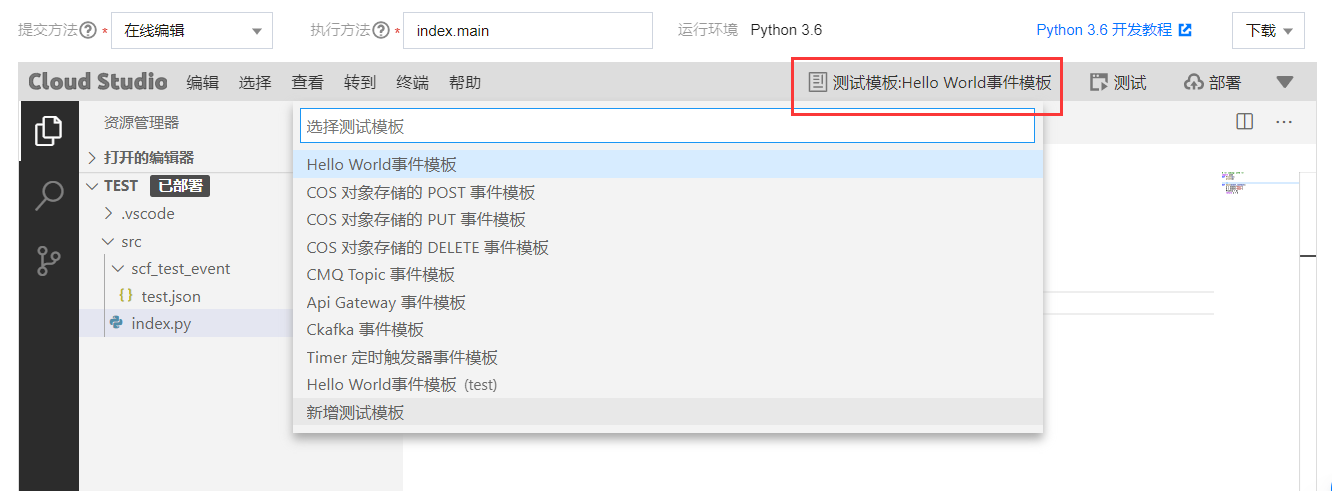 提交方法 * 在线编辑 执行方法 * index.main 运行环境 Python 3.6 Python 3.6 开发教程 下载
Cloud Studio 编辑 选择 查看 转到 终端 帮助 测试模板:Hello World事件模板 测试 部署
资源管理器
打开的编辑器
TEST 已部署
.vscode
src
scf_test_event
{} test.json
index.py
选择测试模板
Hello World事件模板
COS 对象存储的 POST 事件模板
COS 对象存储的 PUT 事件模板
COS 对象存储的 DELETE 事件模板
CMQ Topic 事件模板
Api Gateway 事件模板
Ckafka 事件模板
Timer 定时触发器事件模板
Hello World事件模板 (test)
新增测试模板